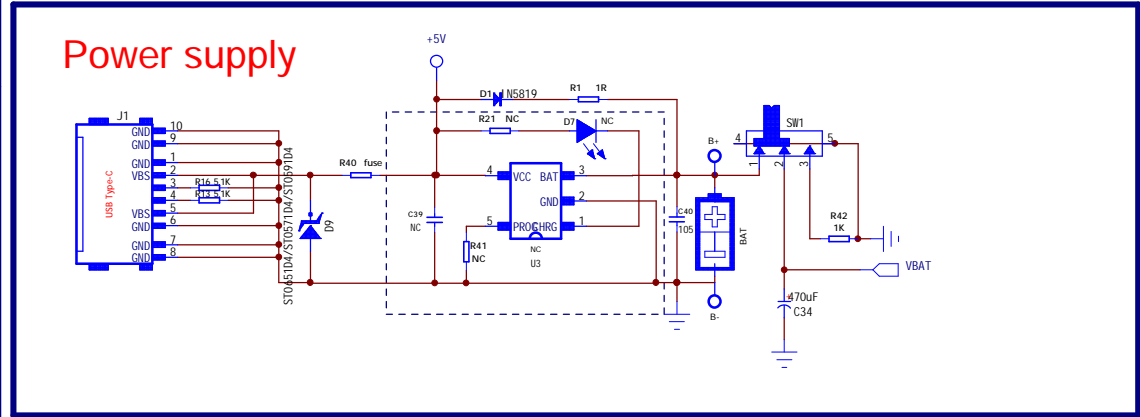 Power supply
+5V
D1 IN5819
R1 1R
R21 NC
D7 NC
J1
USB Type-C
GND 10
GND 9
GND 1
VBS 2
3 R16 5.1K
4 R13 5.1K
VBS 5
GND 6
GND 7
GND 8
ST0651D4/ST0571D4/ST0591D4
D9
R40 fuse
C39
NC
4 VCC BAT 3
GND 2
5 PROG CHRG 1
NC
U3
R41
NC
C40
105
B+
BAT
B-
SW1
4 5
1 2 3
R42
1K
VBAT
470uF
C34